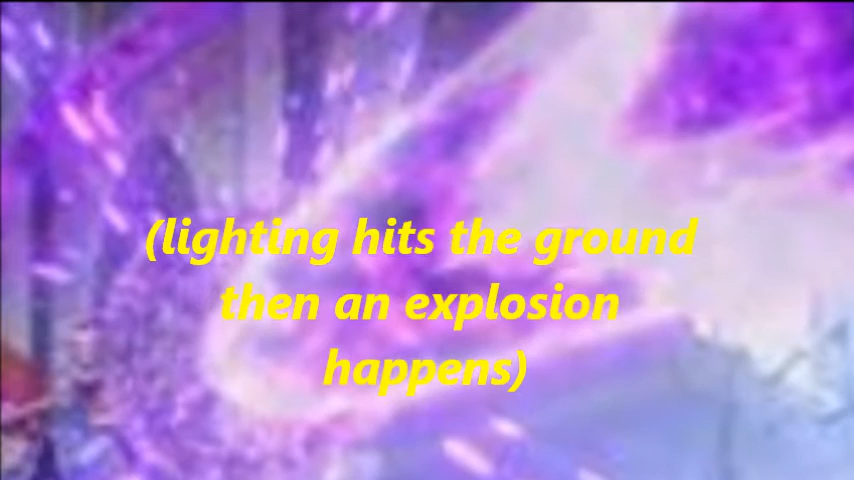 (lighting hits the ground
then an explosion
happens)